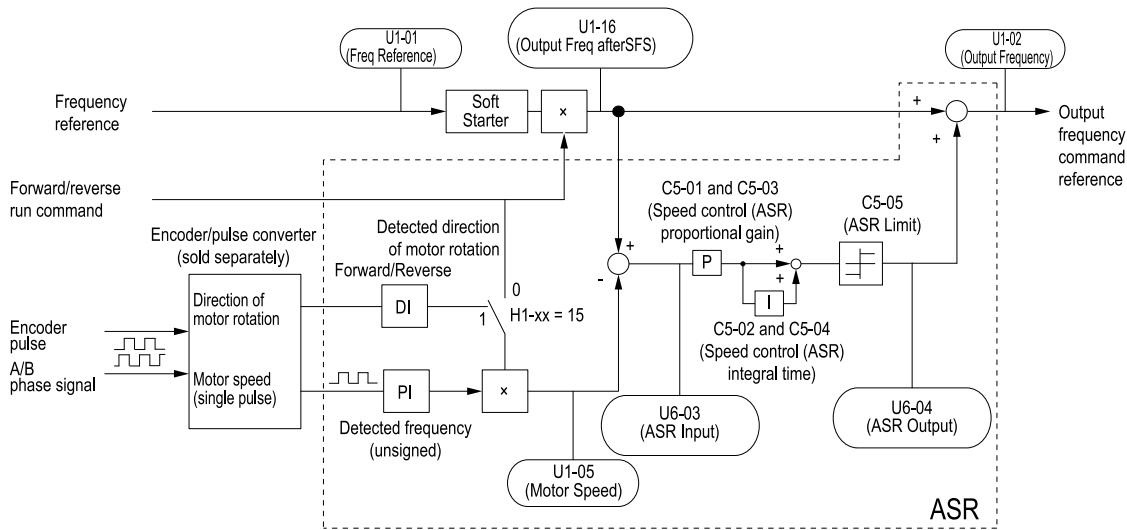 U1-01
(Freq Reference)
U1-16
(Output Freq afterSFS)
U1-02
(Output Frequency)
Frequency
reference
Soft
Starter
x
+
+
Output
frequency
command
reference
Forward/reverse
run command
Detected direction
of motor rotation
C5-01 and C5-03
(Speed control (ASR)
proportional gain)
C5-05
(ASR Limit)
Encoder/pulse converter
(sold separately)
Forward/Reverse
+
-
P
+
+
I
Direction of
motor rotation
DI
0
1
H1-xx = 15
C5-02 and C5-04
(Speed control (ASR)
integral time)
Encoder
pulse
A/B
phase signal
Motor speed
(single pulse)
PI
x
Detected frequency
(unsigned)
U6-03
(ASR Input)
U6-04
(ASR Output)
U1-05
(Motor Speed)
ASR